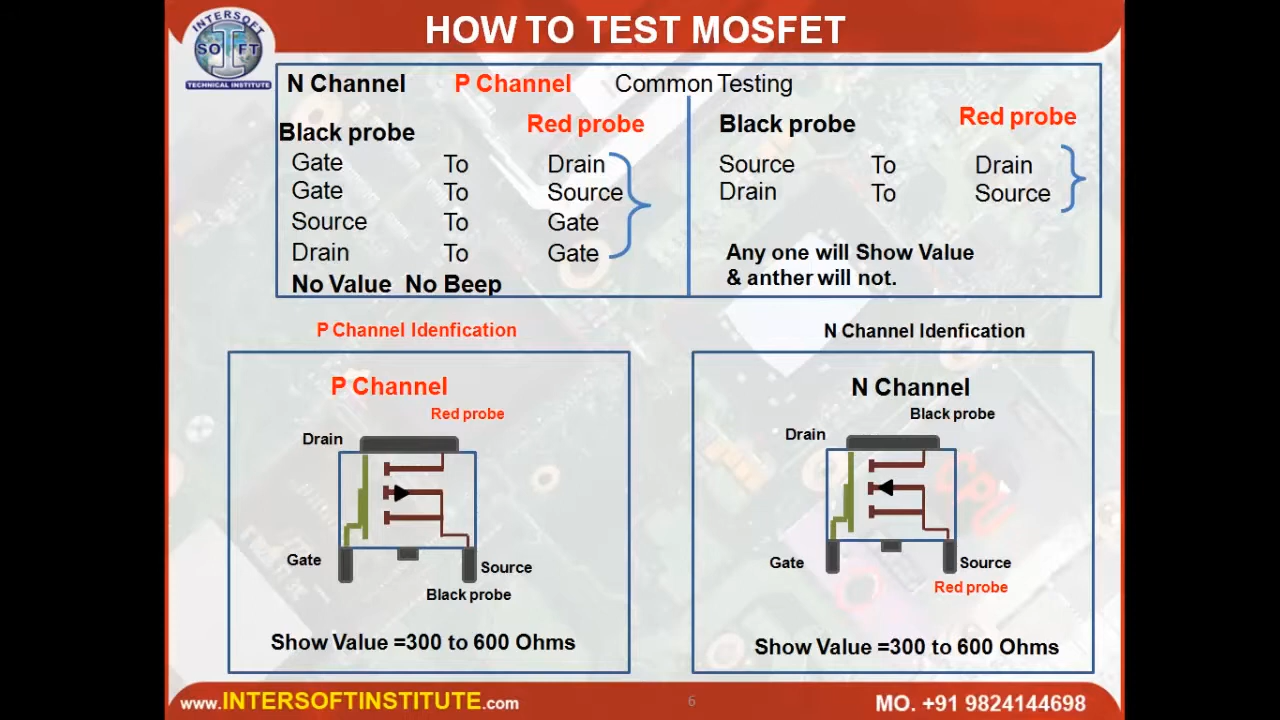 INTERSOFT
SOIFT
TECHNICAL INSTITUTE
HOW TO TEST MOSFET
N Channel P Channel Common Testing
Black probe Red probe
Gate To Drain
Gate To Source
Source To Gate
Drain To Gate
No Value No Beep
Black probe Red probe
Source To Drain
Drain To Source
Any one will Show Value
& anther will not.
P Channel Idenfication
P Channel
Red probe
Drain
Gate
Source
Black probe
Show Value =300 to 600 Ohms
N Channel Idenfication
N Channel
Black probe
Drain
Gate
Source
Red probe
Show Value =300 to 600 Ohms
CPU
www.INTERSOFTINSTITUTE.com
6
MO. +91 9824144698